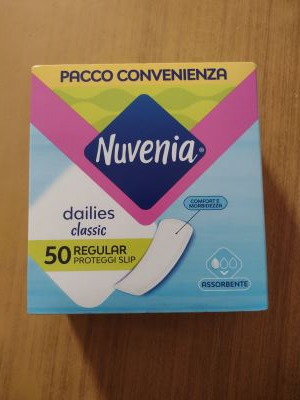 PACCO CONVENIENZA
Nuvenia®
dailies
classic
COMFORT E
MORBIDEZZA
50 REGULAR
PROTEGGI SLIP
ASSORBENTE